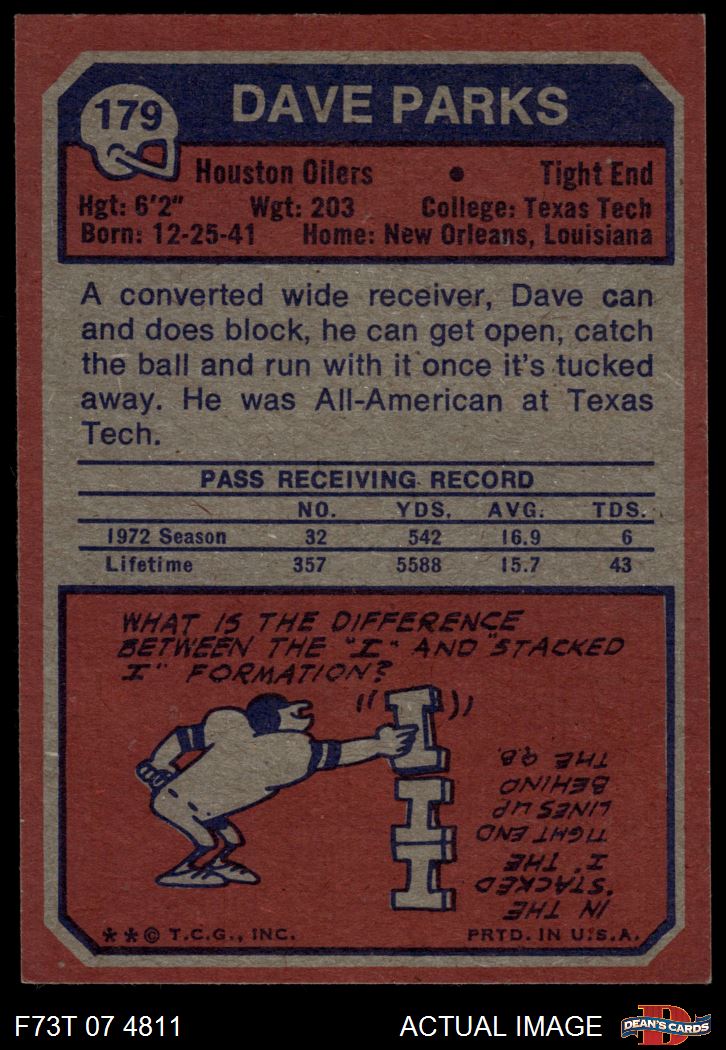 179
DAVE PARKS
Houston Oilers • Tight End
Hgt: 6'2" Wgt: 203 College: Texas Tech
Born: 12-25-41 Home: New Orleans, Louisiana
A converted wide receiver, Dave can
and does block, he can get open, catch
the ball and run with it once it's tucked
away. He was All-American at Texas
Tech.
PASS RECEIVING RECORD
NO. YDS. AVG. TDS.
1972 Season 32 542 16.9 6
Lifetime 357 5588 15.7 43
WHAT IS THE DIFFERENCE
BETWEEN THE "I" AND "STACKED
I" FORMATION?
IN THE
"STACKED
I" THE
TIGHT END
LINES UP
BEHIND
THE Q.B.
I
I
I
**© T.C.G., INC. PRTD. IN U.S.A.
F73T 07 4811 ACTUAL IMAGE
D
DEAN'S CARDS